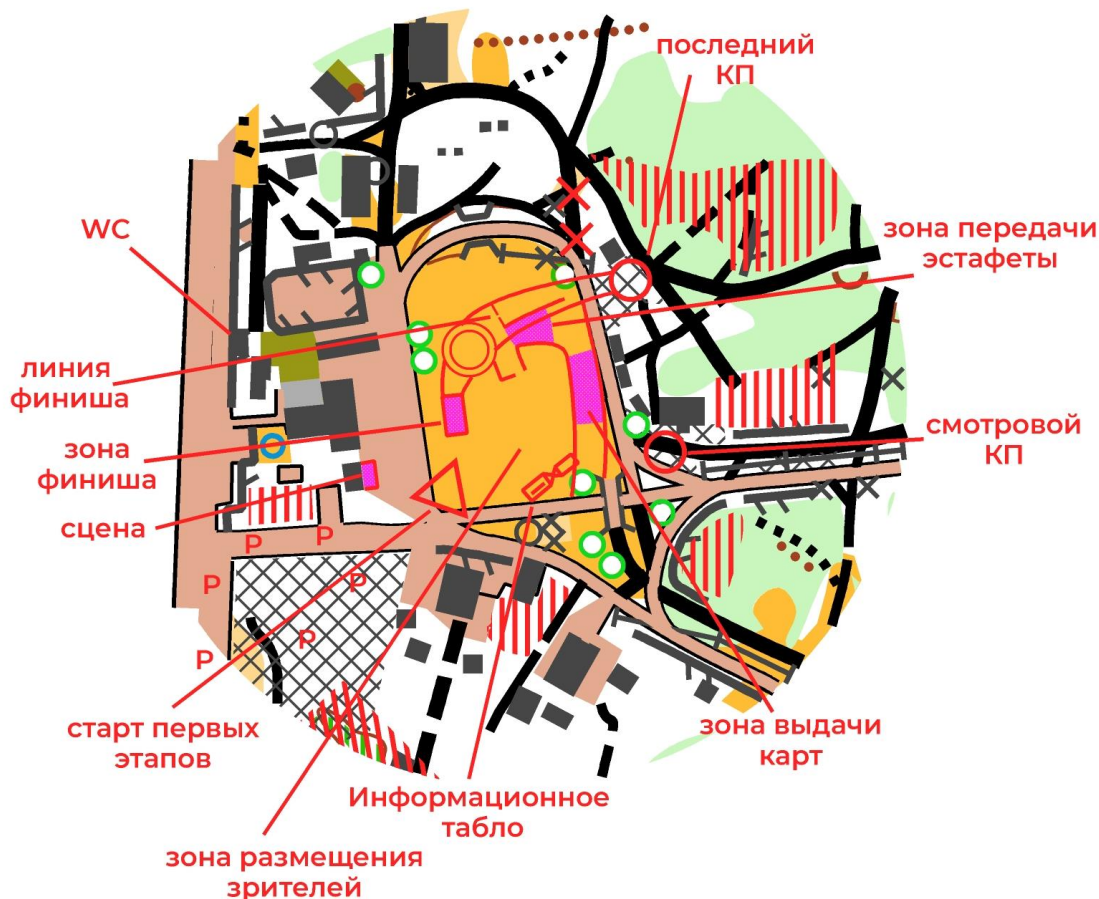 последний
КП
WC
зона передачи
эстафеты
линия
финиша
смотровой
КП
зона
финиша
сцена
P
P
P
P
P
P
старт первых
этапов
зона выдачи
карт
Информационное
табло
зона размещения
зрителей